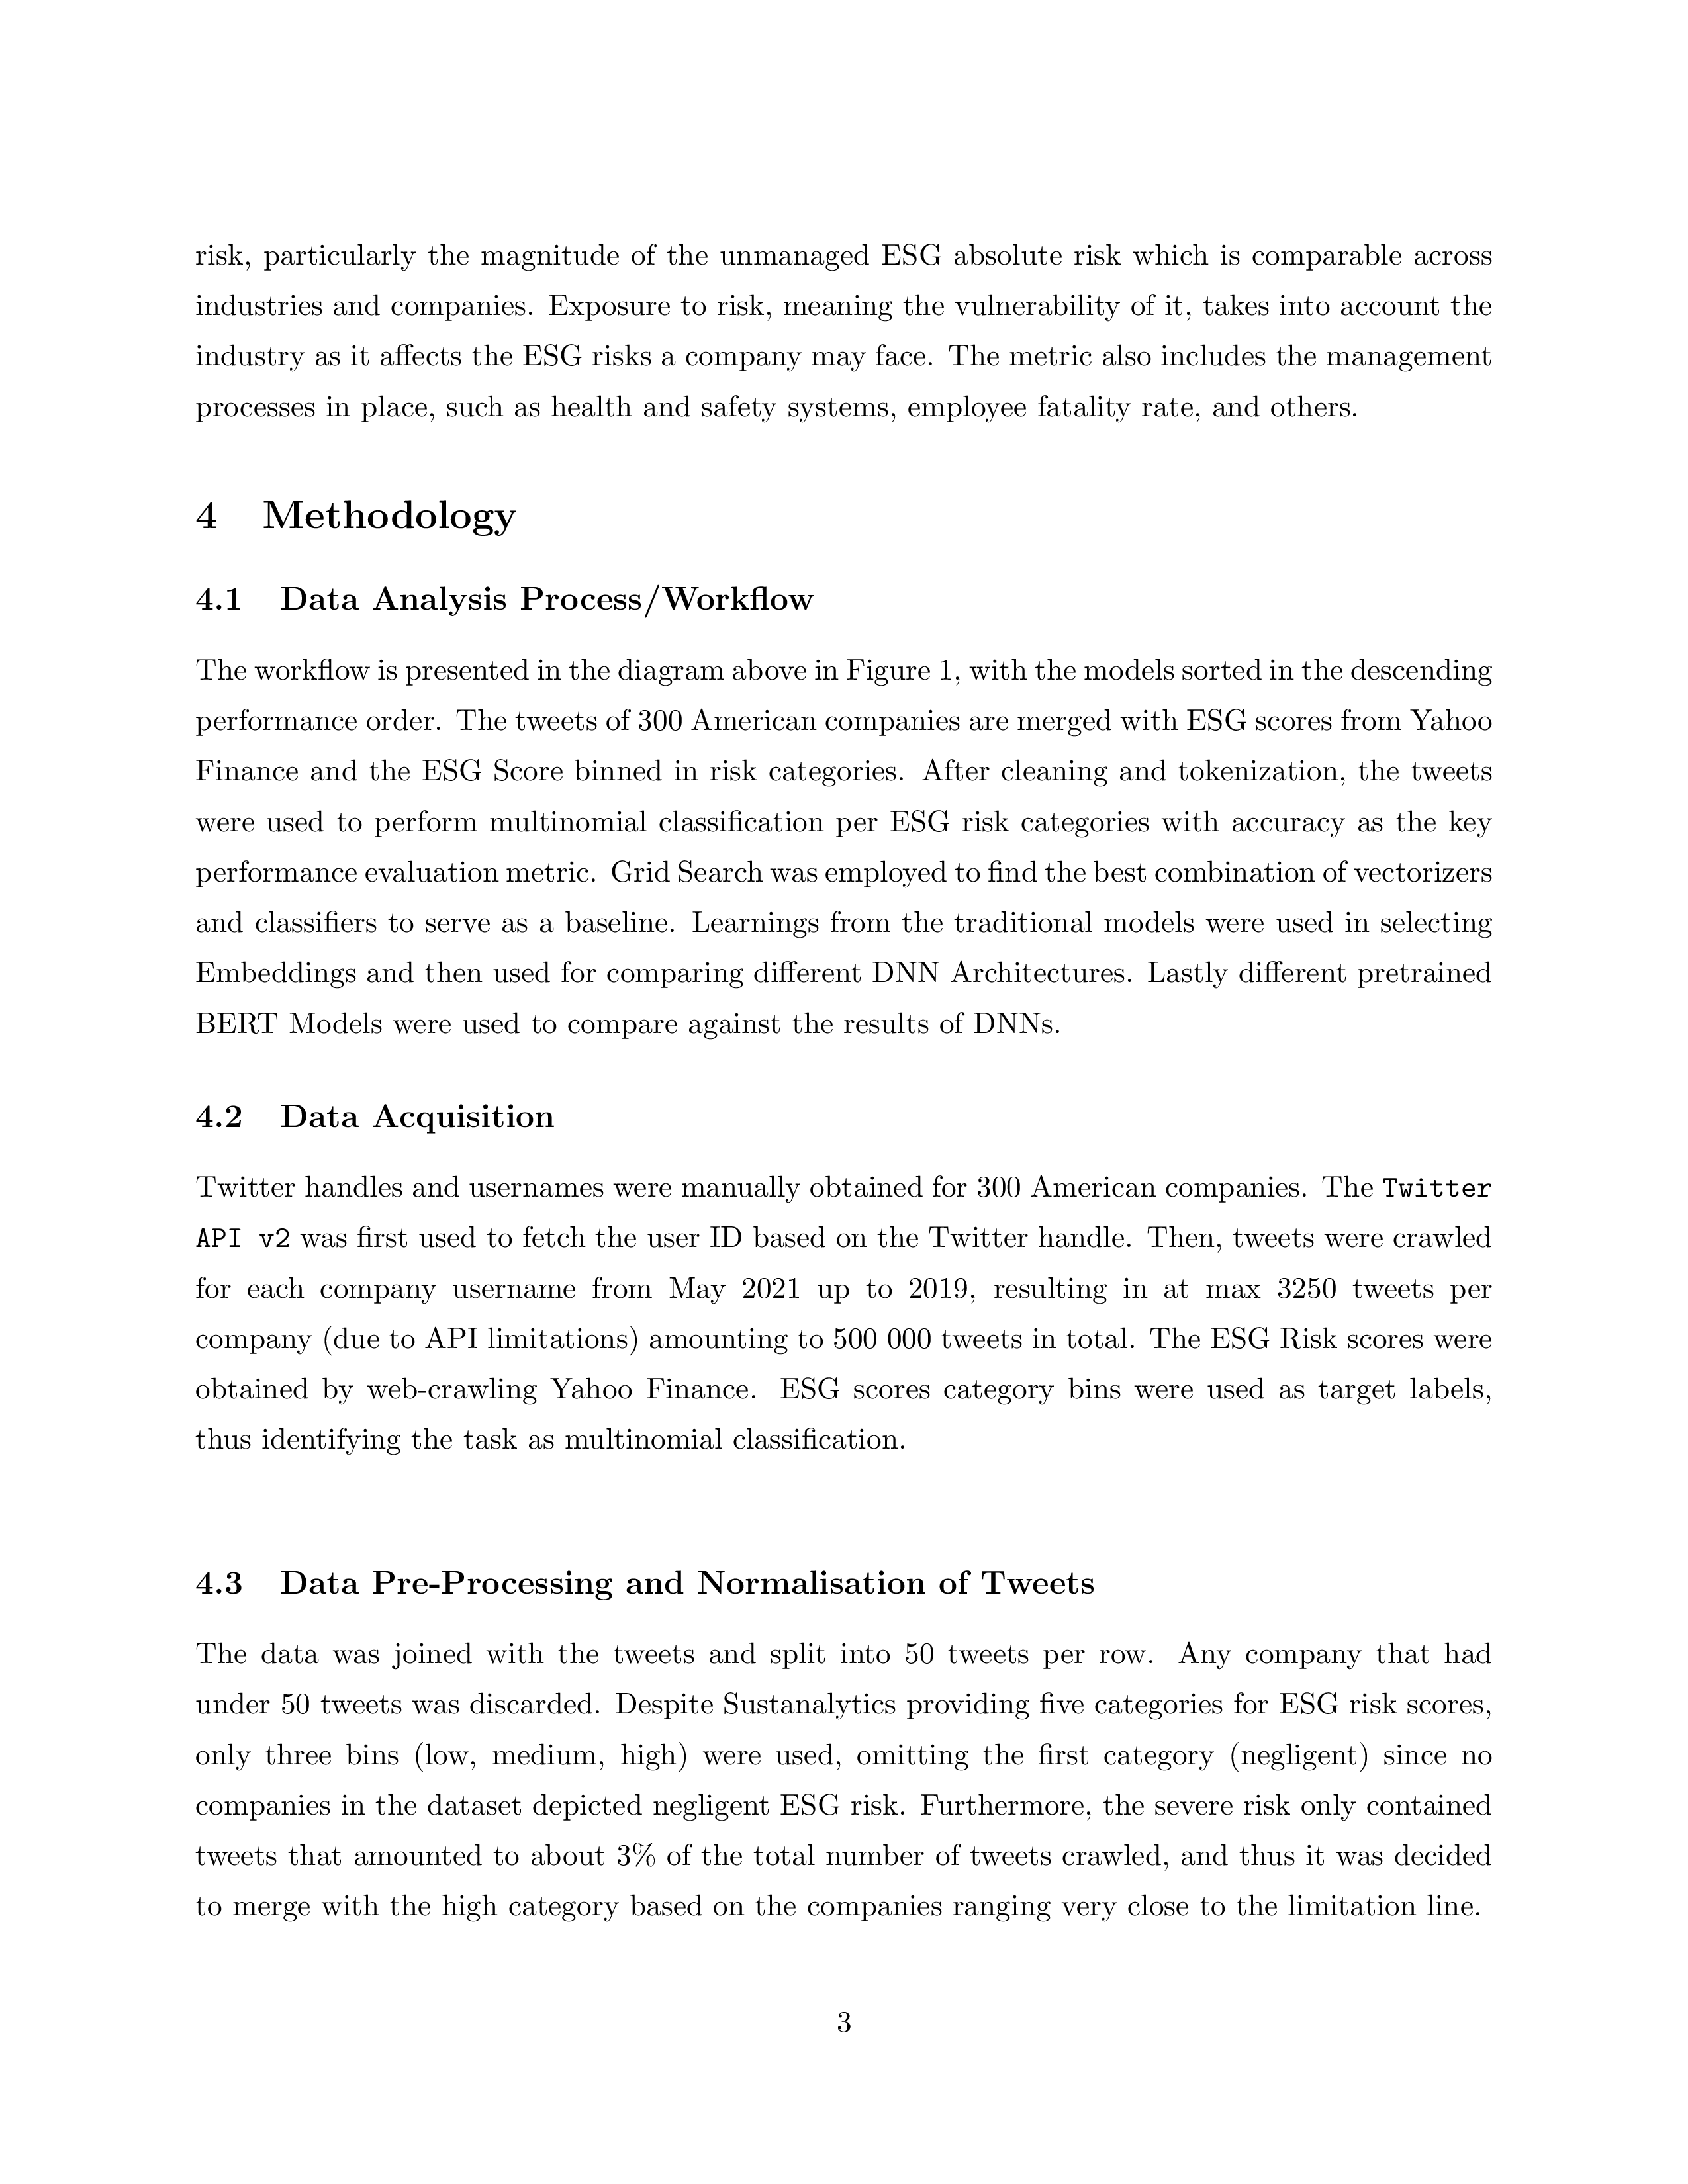 risk, particularly the magnitude of the unmanaged ESG absolute risk which is comparable across
industries and companies. Exposure to risk, meaning the vulnerability of it, takes into account the
industry as it affects the ESG risks a company may face. The metric also includes the management
processes in place, such as health and safety systems, employee fatality rate, and others.
4 Methodology
4.1 Data Analysis Process/Workflow
The workflow is presented in the diagram above in Figure 1, with the models sorted in the descending
performance order. The tweets of 300 American companies are merged with ESG scores from Yahoo
Finance and the ESG Score binned in risk categories. After cleaning and tokenization, the tweets
were used to perform multinomial classification per ESG risk categories with accuracy as the key
performance evaluation metric. Grid Search was employed to find the best combination of vectorizers
and classifiers to serve as a baseline. Learnings from the traditional models were used in selecting
Embeddings and then used for comparing different DNN Architectures. Lastly different pretrained
BERT Models were used to compare against the results of DNNs.
4.2 Data Acquisition
Twitter handles and usernames were manually obtained for 300 American companies. The Twitter
API v2 was first used to fetch the user ID based on the Twitter handle. Then, tweets were crawled
for each company username from May 2021 up to 2019, resulting in at max 3250 tweets per
company (due to API limitations) amounting to 500 000 tweets in total. The ESG Risk scores were
obtained by web-crawling Yahoo Finance. ESG scores category bins were used as target labels,
thus identifying the task as multinomial classification.
4.3 Data Pre-Processing and Normalisation of Tweets
The data was joined with the tweets and split into 50 tweets per row. Any company that had
under 50 tweets was discarded. Despite Sustanalytics providing five categories for ESG risk scores,
only three bins (low, medium, high) were used, omitting the first category (negligent) since no
companies in the dataset depicted negligent ESG risk. Furthermore, the severe risk only contained
tweets that amounted to about 3% of the total number of tweets crawled, and thus it was decided
to merge with the high category based on the companies ranging very close to the limitation line.
3